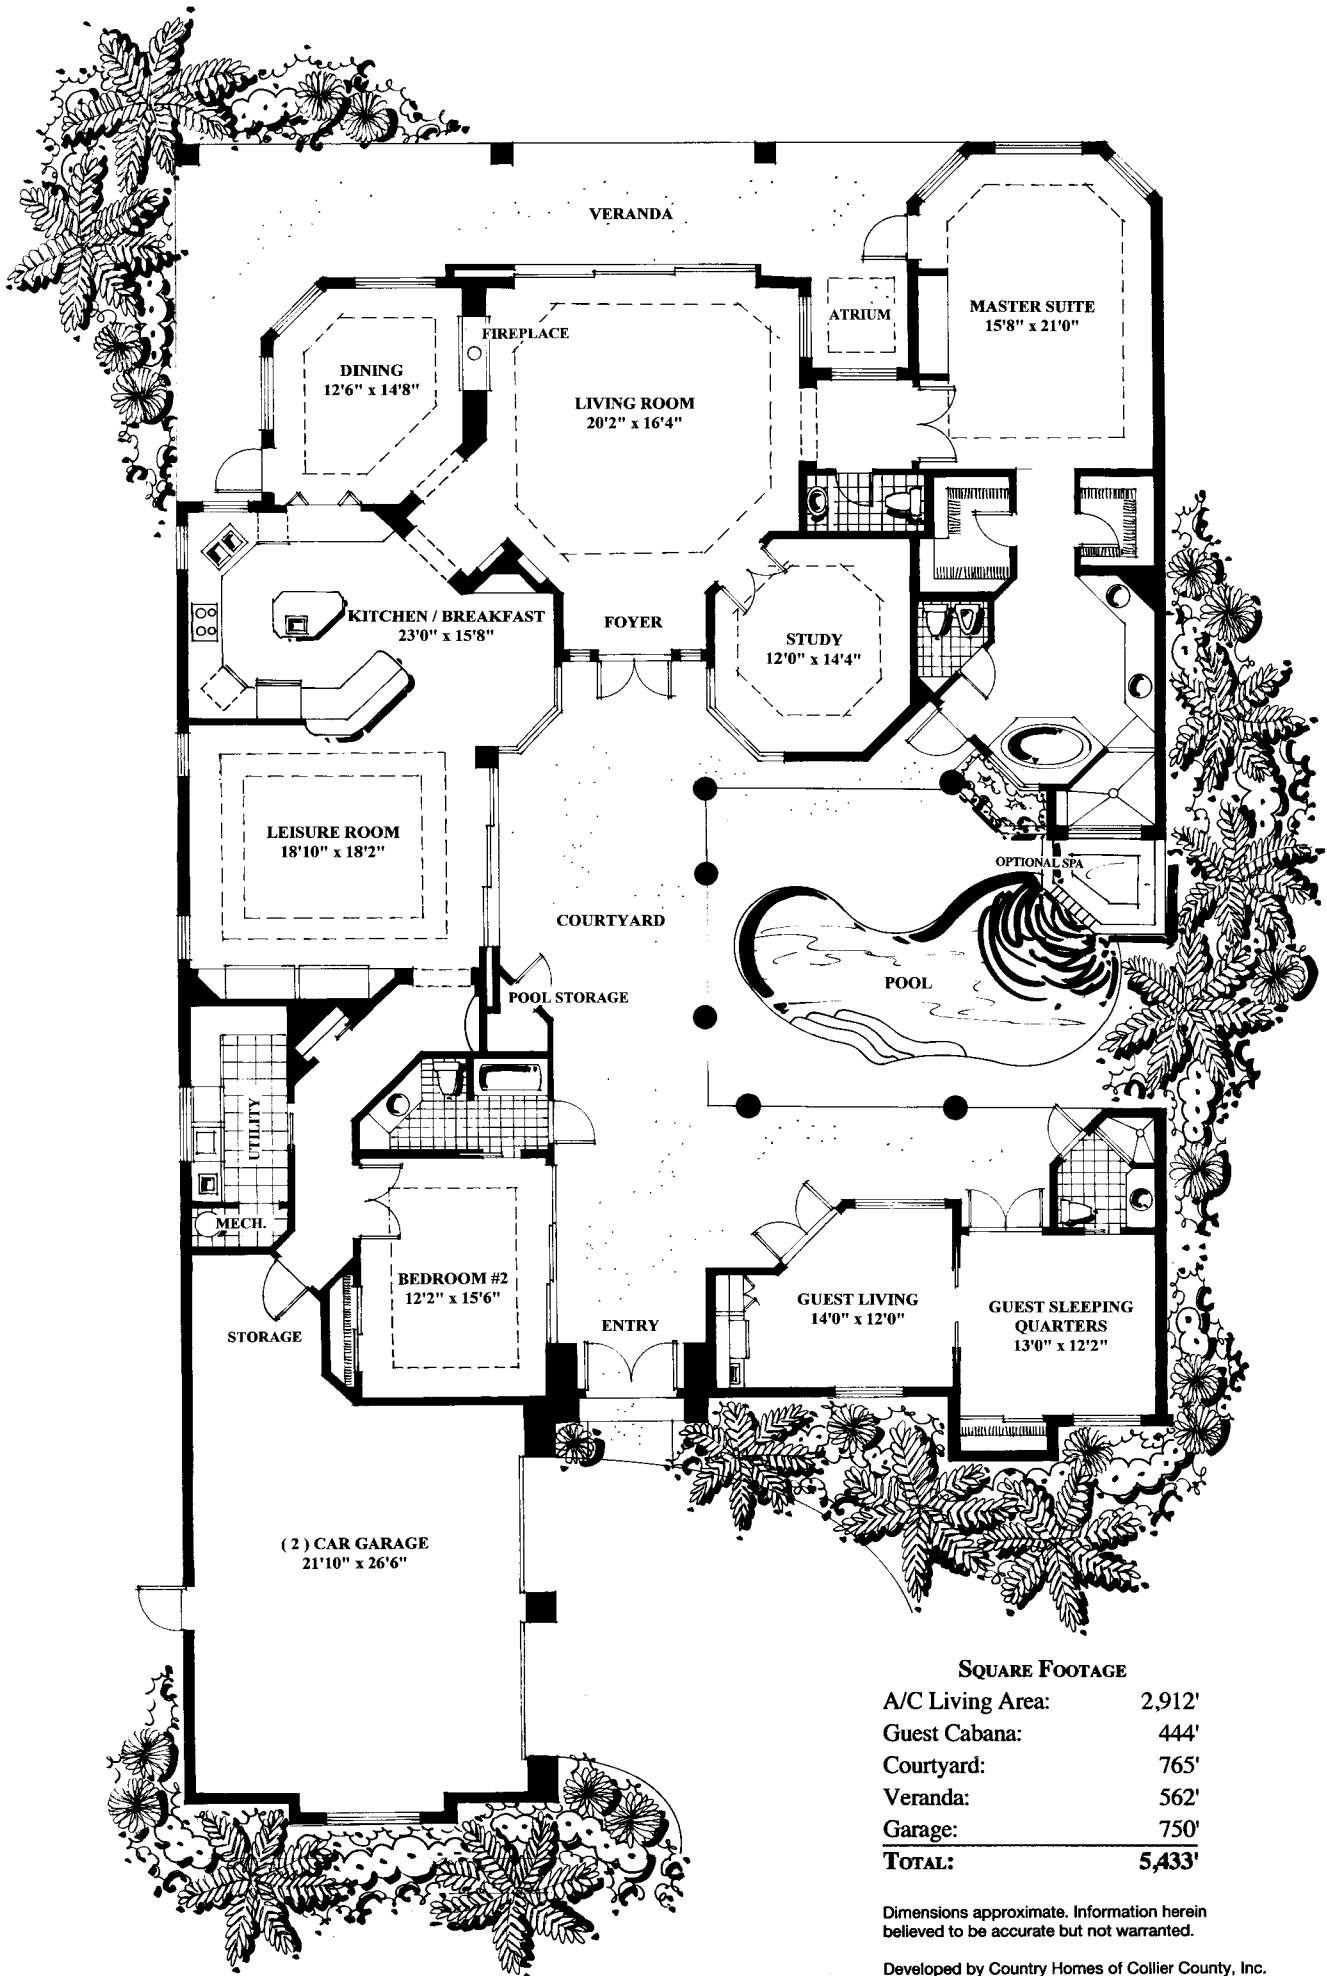 VERANDA
MASTER SUITE
15'8" x 21'0"
ATRIUM
FIREPLACE
DINING
12'6" x 14'8"
LIVING ROOM
20'2" x 16'4"
KITCHEN / BREAKFAST
23'0" x 15'8"
FOYER
STUDY
12'0" x 14'4"
LEISURE ROOM
18'10" x 18'2"
OPTIONAL SPA
COURTYARD
POOL
POOL STORAGE
UTILITY
MECH.
BEDROOM #2
12'2" x 15'6"
STORAGE
ENTRY
GUEST LIVING
14'0" x 12'0"
GUEST SLEEPING
QUARTERS
13'0" x 12'2"
( 2 ) CAR GARAGE
21'10" x 26'6"
SQUARE FOOTAGE
A/C Living Area: 2,912'
Guest Cabana: 444'
Courtyard: 765'
Veranda: 562'
Garage: 750'
TOTAL: 5,433'
Dimensions approximate. Information herein
believed to be accurate but not warranted.
Developed by Country Homes of Collier County, Inc.